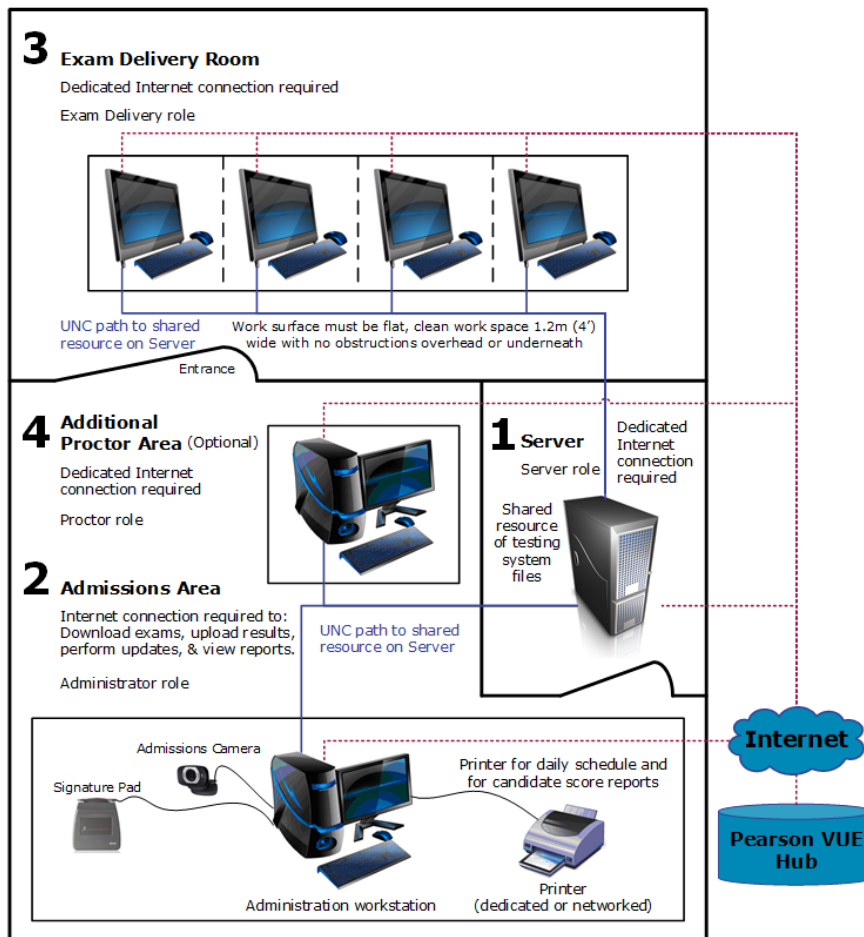 3 Exam Delivery Room
Dedicated Internet connection required
Exam Delivery role
UNC path to shared
resource on Server
Work surface must be flat, clean work space 1.2m (4′)
wide with no obstructions overhead or underneath
Entrance
4 Additional
Proctor Area (Optional)
Dedicated Internet
connection required
Proctor role
1 Server
Server role
Dedicated
Internet
connection
required
Shared
resource
of testing
system
files
2 Admissions Area
Internet connection required to:
Download exams, upload results,
perform updates, & view reports.
Administrator role
UNC path to shared
resource on Server
Admissions Camera
Signature Pad
Printer for daily schedule and
for candidate score reports
Administration workstation
Printer
(dedicated or networked)
Internet
Pearson VUE
Hub